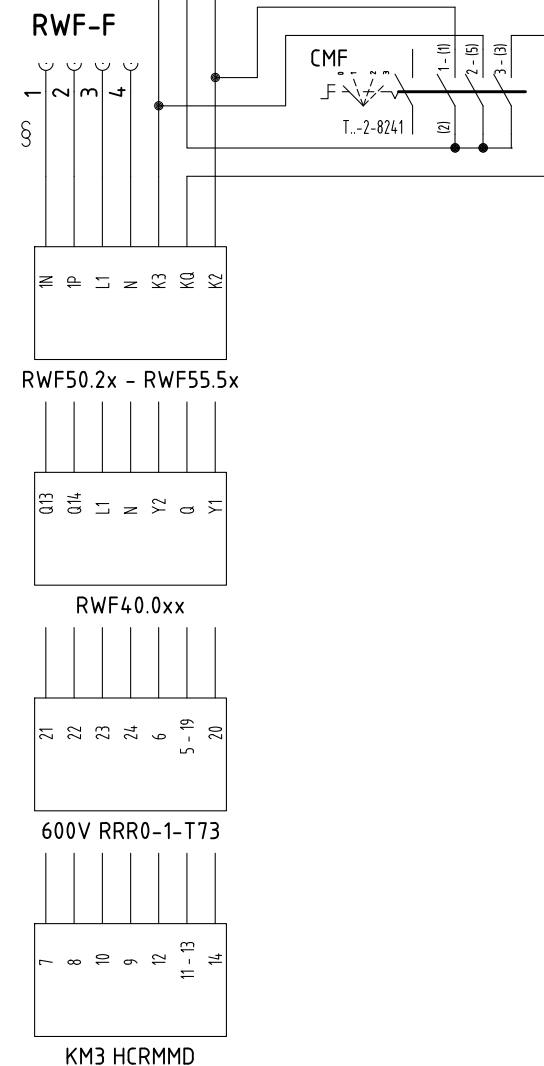 RWF-F
CMF
0 1 2 3
1 - (1)
2 - (5)
3 - (3)
(2)
T..-2-8241
1 2 3 4
8
1N 1P L1 N K3 KQ K2
RWF50.2x - RWF55.5x
Q13 Q14 L1 N Y2 Q Y1
RWF40.0xx
21 22 23 24 6 5 - 19 20
600V RRR0-1-T73
7 8 10 9 12 11 - 13 14
KM3 HCRMMD